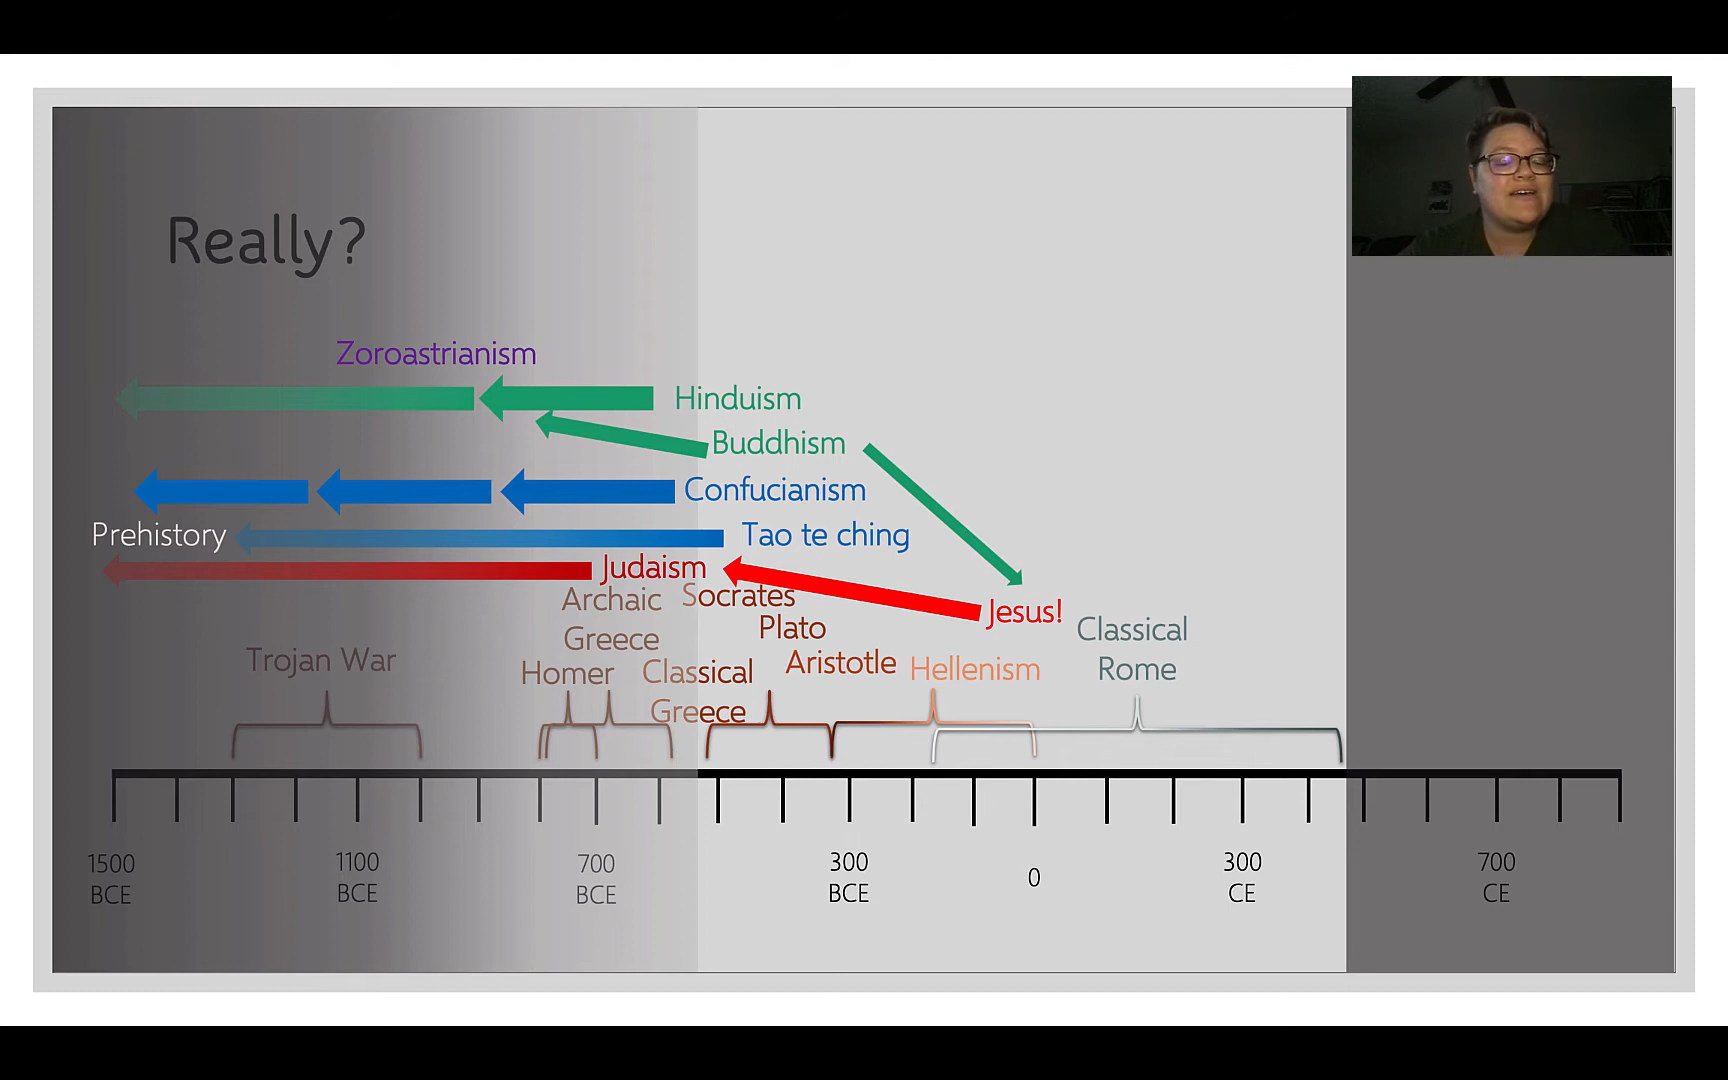 Really?
Zoroastrianism
Hinduism
Buddhism
Confucianism
Prehistory
Tao te ching
Judaism
Archaic
Greece
Socrates
Plato
Aristotle
Jesus!
Classical
Rome
Trojan War
Homer
Classical
Greece
Hellenism
1500
BCE
1100
BCE
700
BCE
300
BCE
0
300
CE
700
CE